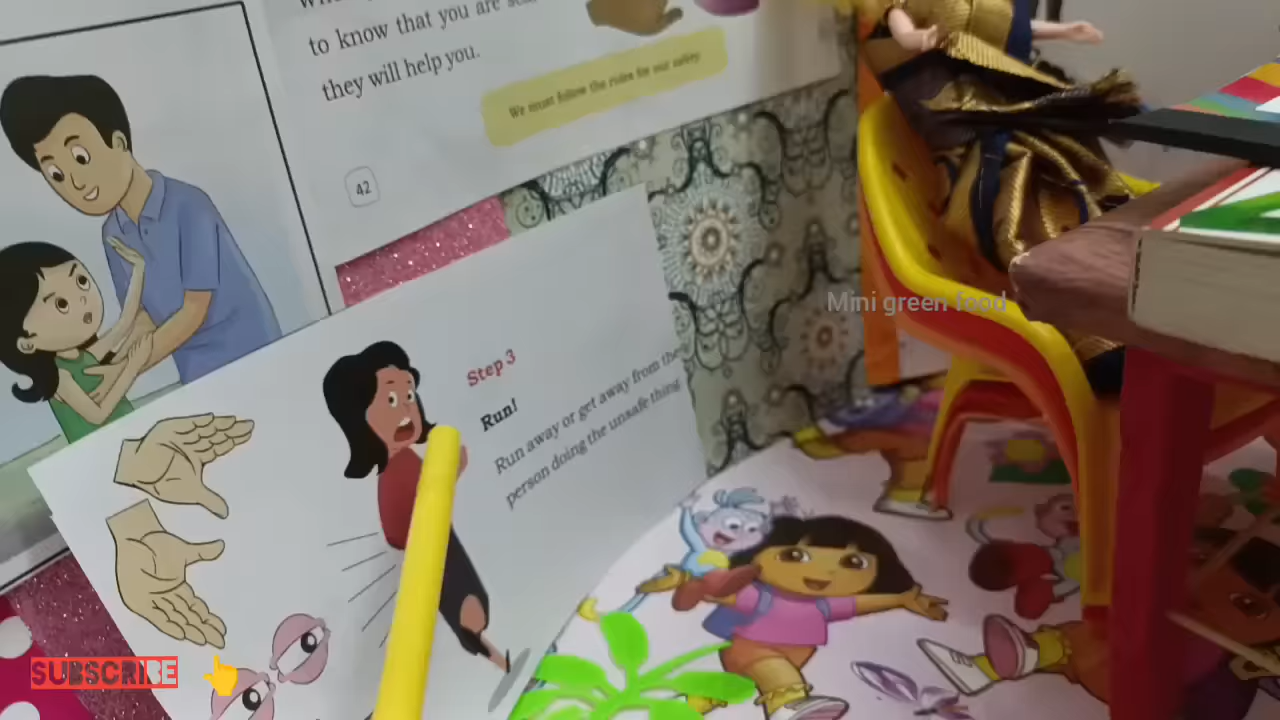 to know that you are
they will help you.
We must follow the rules for our safety.
42
Step 3
Run!
Run away or get away from the
person doing the unsafe thing.
Mini green food
SUBSCRIBE